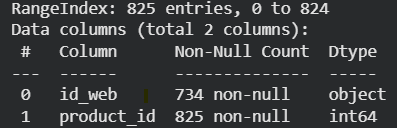 RangeIndex: 825 entries, 0 to 824
Data columns (total 2 columns):
 #   Column      Non-Null Count  Dtype
---  ------      --------------  -----
 0   id_web      734 non-null    object
 1   product_id  825 non-null    int64